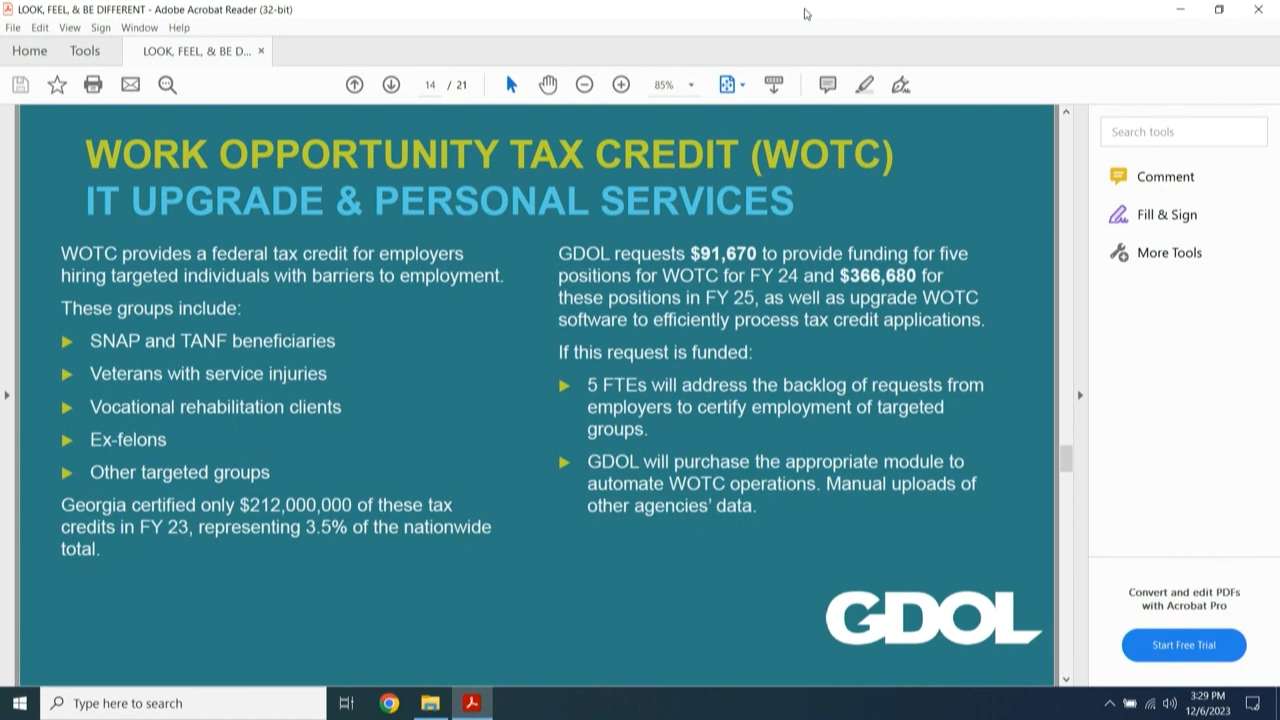 LOOK, FEEL, & BE DIFFERENT - Adobe Acrobat Reader (32-bit)
File Edit View Sign Window Help
Home Tools LOOK, FEEL, & BE D... ×
14 / 21 85%
WORK OPPORTUNITY TAX CREDIT (WOTC)
IT UPGRADE & PERSONAL SERVICES
WOTC provides a federal tax credit for employers
hiring targeted individuals with barriers to employment.
These groups include:
SNAP and TANF beneficiaries
Veterans with service injuries
Vocational rehabilitation clients
Ex-felons
Other targeted groups
Georgia certified only $212,000,000 of these tax
credits in FY 23, representing 3.5% of the nationwide
total.
GDOL requests $91,670 to provide funding for five
positions for WOTC for FY 24 and $366,680 for
these positions in FY 25, as well as upgrade WOTC
software to efficiently process tax credit applications.
If this request is funded:
5 FTEs will address the backlog of requests from
employers to certify employment of targeted
groups.
GDOL will purchase the appropriate module to
automate WOTC operations. Manual uploads of
other agencies' data.
GDOL
Search tools
Comment
Fill & Sign
More Tools
Convert and edit PDFs
with Acrobat Pro
Start Free Trial
Type here to search
3:29 PM
12/6/2023